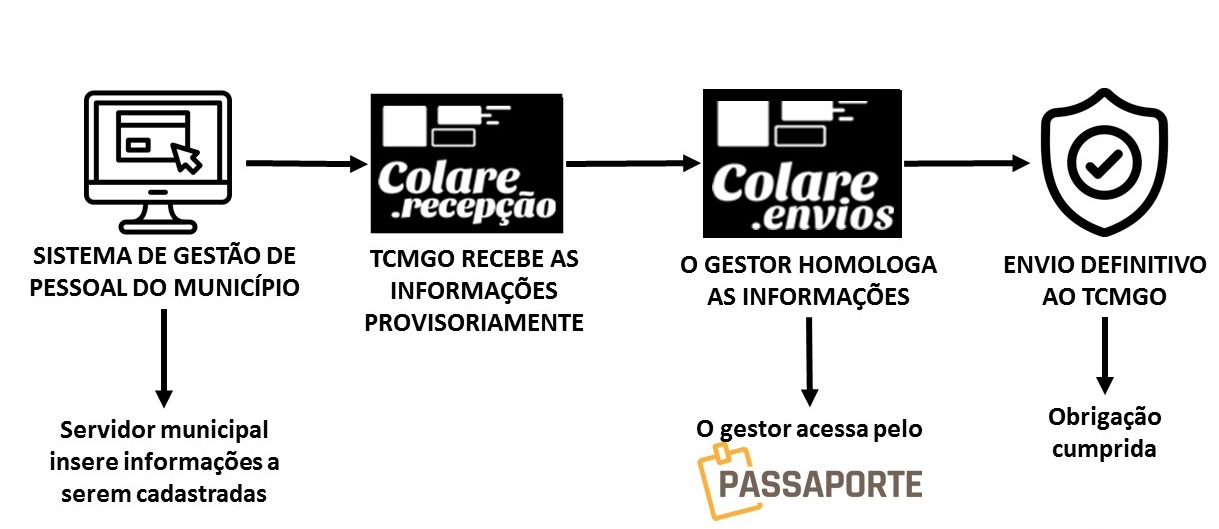 Colare
.recepção
Colare
.envios
SISTEMA DE GESTÃO DE
PESSOAL DO MUNICÍPIO
TCMGO RECEBE AS
INFORMAÇÕES
PROVISORIAMENTE
O GESTOR HOMOLOGA
AS INFORMAÇÕES
ENVIO DEFINITIVO
AO TCMGO
Servidor municipal
insere informações a
serem cadastradas
O gestor acessa pelo
PASSAPORTE
Obrigação
cumprida